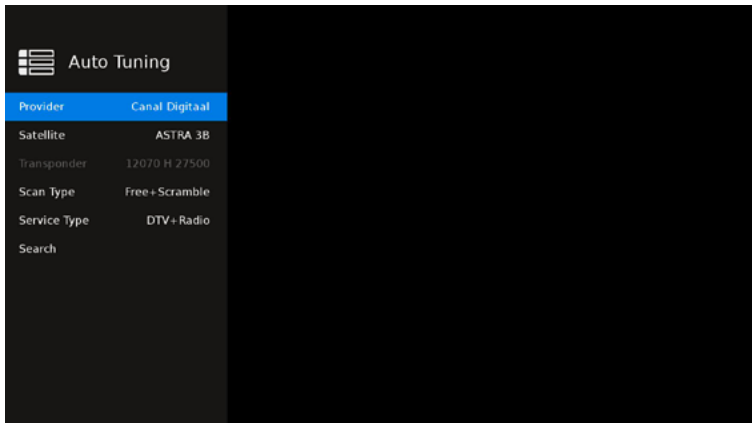 Auto Tuning
Provider Canal Digitaal
Satellite ASTRA 3B
Transponder 12070 H 27500
Scan Type Free+Scramble
Service Type DTV+Radio
Search